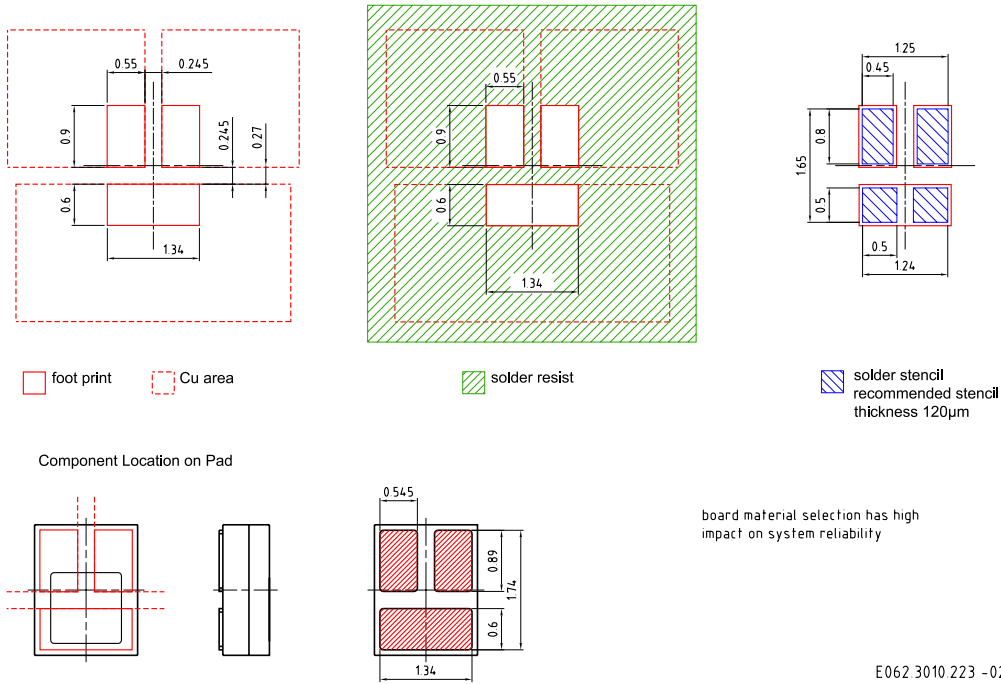 0.55
0.245
0.9
0.245
0.27
0.6
1.34
0.55
0.9
0.6
1.34
1.25
0.45
0.8
1.65
0.5
0.5
1.24
foot print
Cu area
solder resist
solder stencil
recommended stencil
thickness 120µm
Component Location on Pad
0.545
0.89
1.74
0.6
1.34
board material selection has high
impact on system reliability
E062.3010.223 -02